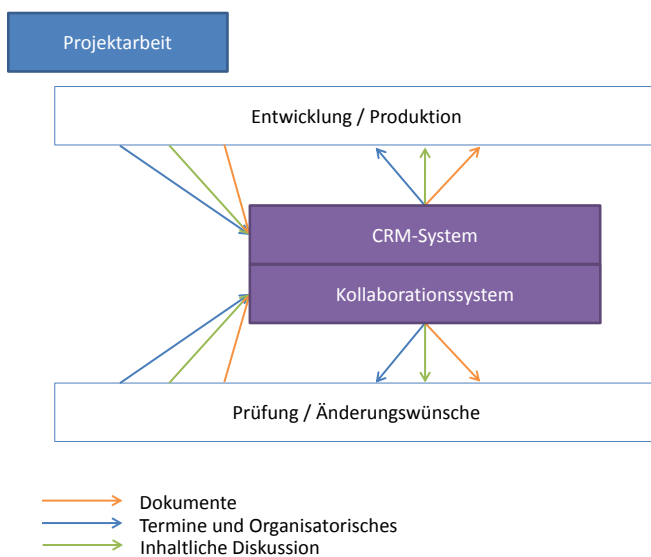 Projektarbeit
Entwicklung / Produktion
CRM-System
Kollaborationssystem
Prüfung / Änderungswünsche
Dokumente
Termine und Organisatorisches
Inhaltliche Diskussion